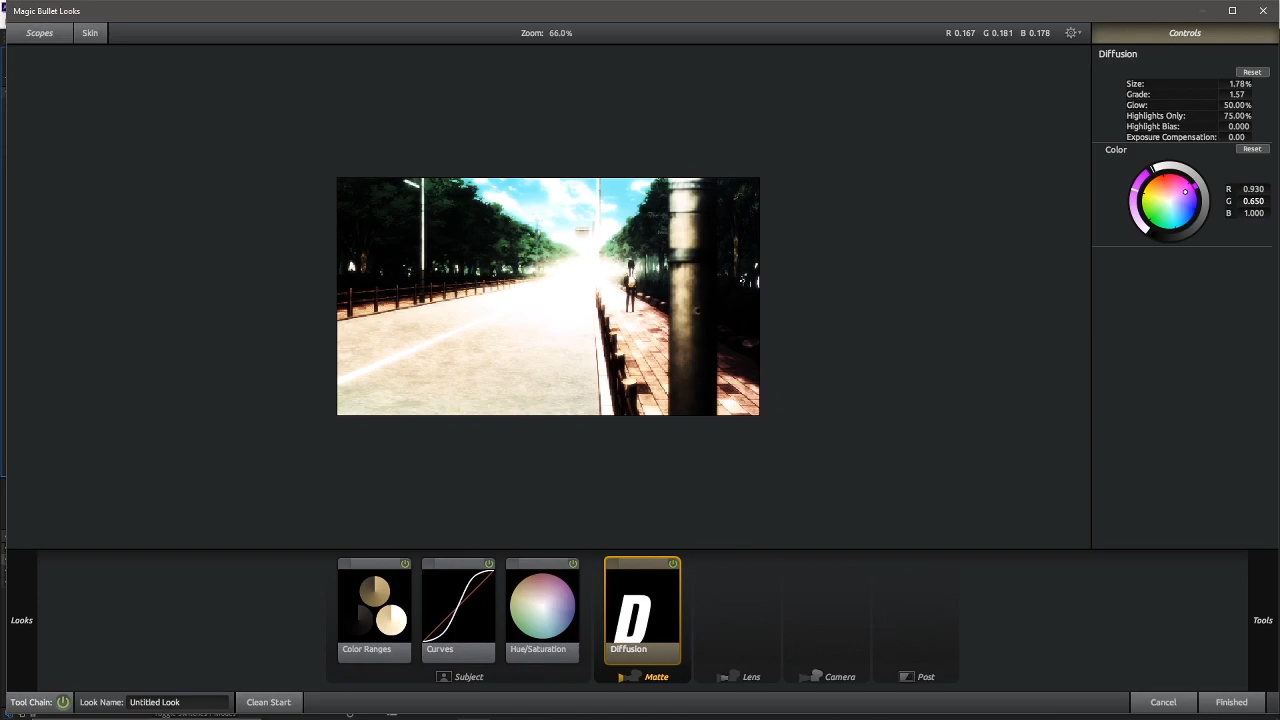 Magic Bullet Looks
Scopes
Skin
Zoom: 66.0%
R 0.167 G 0.181 B 0.178
Controls
Diffusion
Reset
Size: 1.78%
Grade: 1.57
Glow: 50.00%
Highlights Only: 75.00%
Highlight Bias: 0.000
Exposure Compensation: 0.00
Color
Reset
R 0.930
G 0.650
B 1.000
Looks
Color Ranges
Curves
Hue/Saturation
D
Diffusion
Tools
Subject
Matte
Lens
Camera
Post
Tool Chain:
Look Name: Untitled Look
Clean Start
Cancel
Finished